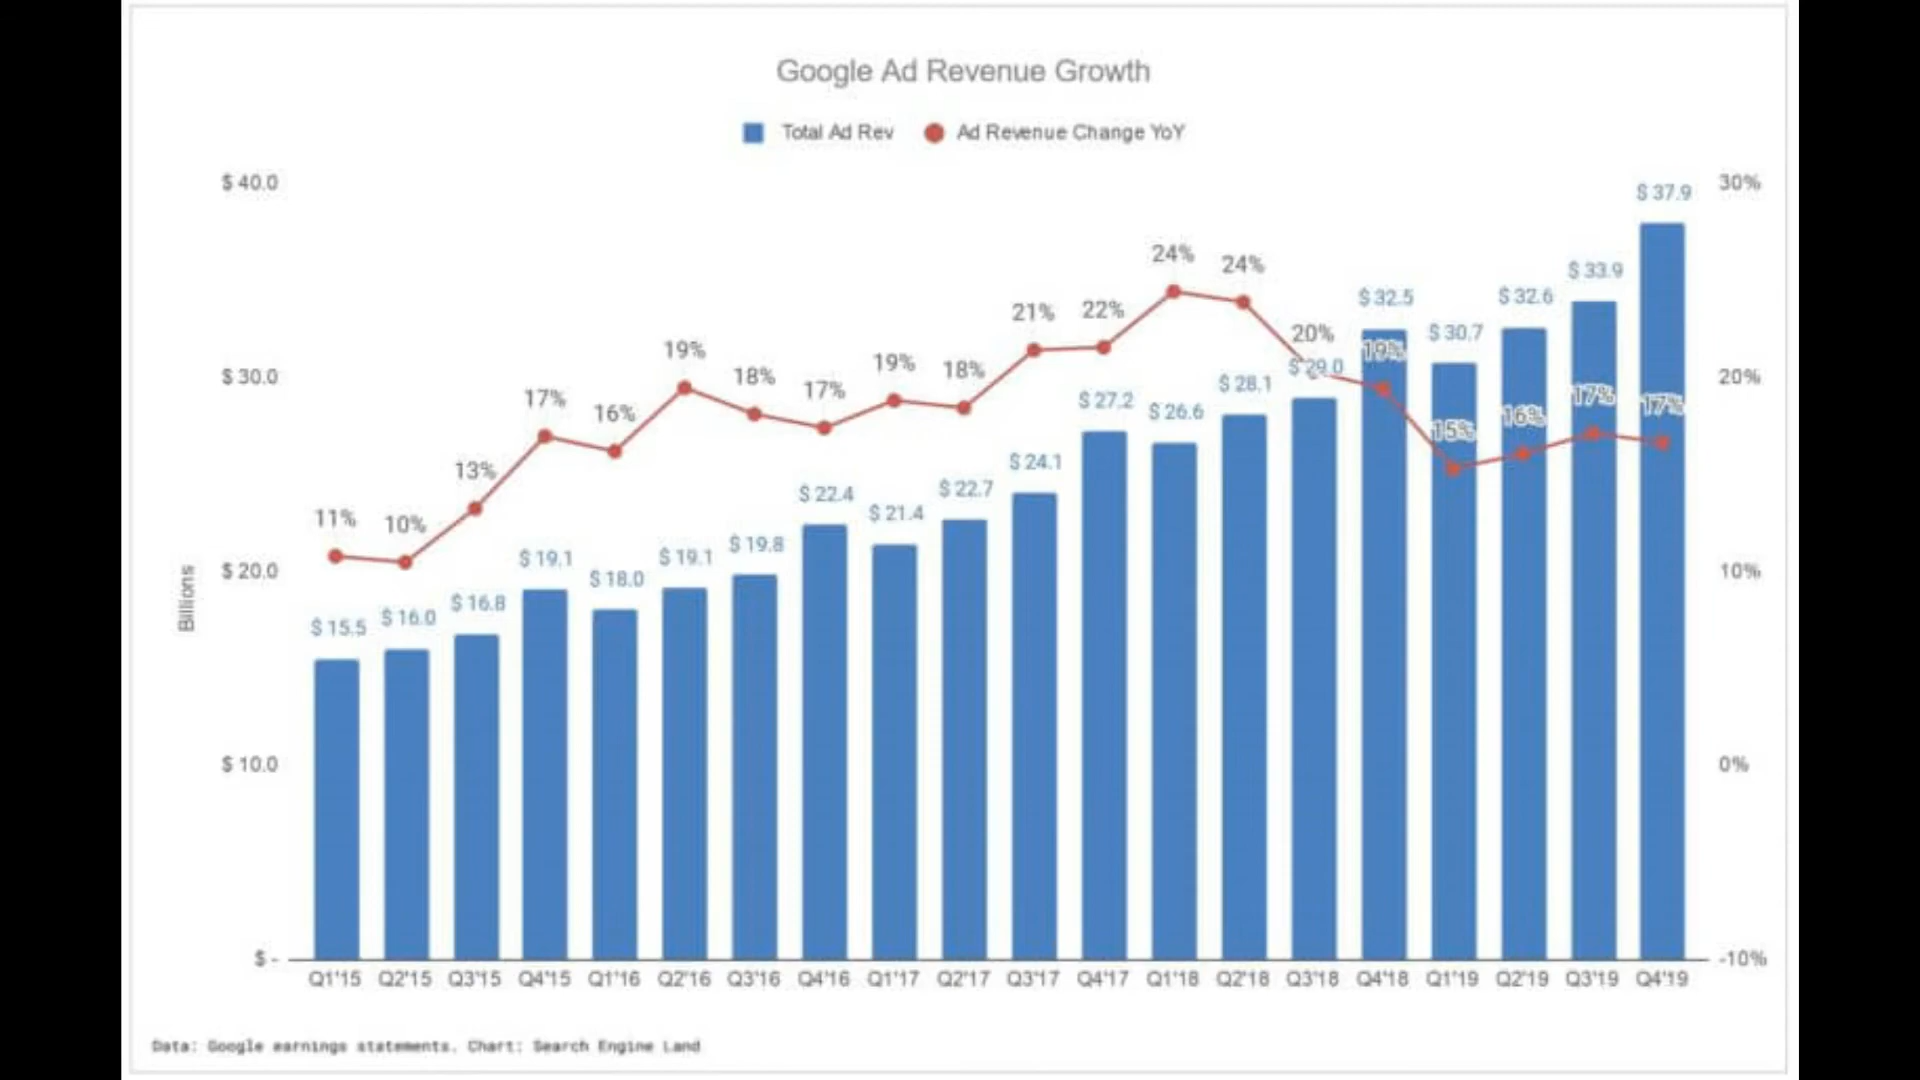 Google Ad Revenue Growth
Total Ad Rev Ad Revenue Change YoY
$ 40.0
$ 30.0
$ 20.0
$ 10.0
$ -
Billions
30%
20%
10%
0%
-10%
11% 10% 13% 17% 16% 19% 18% 17% 19% 18% 21% 22% 24% 24% 20% 19% 15% 16% 17% 17%
$ 15.5 $ 16.0 $ 16.8 $ 19.1 $ 18.0 $ 19.1 $ 19.8 $ 22.4 $ 21.4 $ 22.7 $ 24.1 $ 27.2 $ 26.6 $ 28.1 $ 29.0 $ 32.5 $ 30.7 $ 32.6 $ 33.9 $ 37.9
Q1'15 Q2'15 Q3'15 Q4'15 Q1'16 Q2'16 Q3'16 Q4'16 Q1'17 Q2'17 Q3'17 Q4'17 Q1'18 Q2'18 Q3'18 Q4'18 Q1'19 Q2'19 Q3'19 Q4'19
Data: Google earnings statements. Chart: Search Engine Land